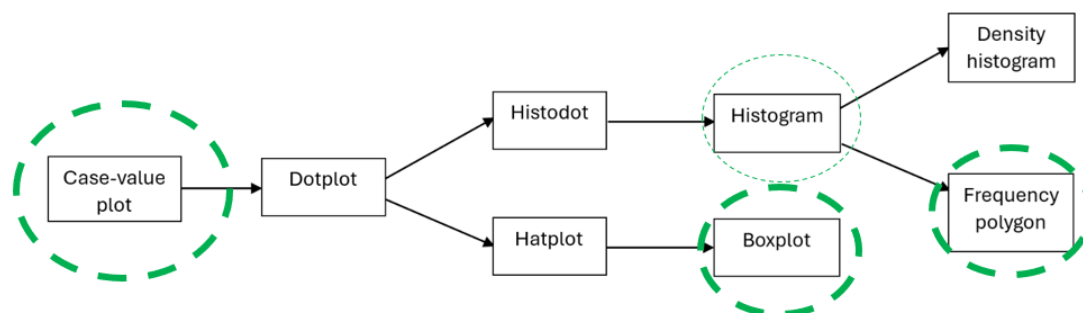 Case-value
plot
Dotplot
Histodot
Hatplot
Histogram
Boxplot
Density
histogram
Frequency
polygon